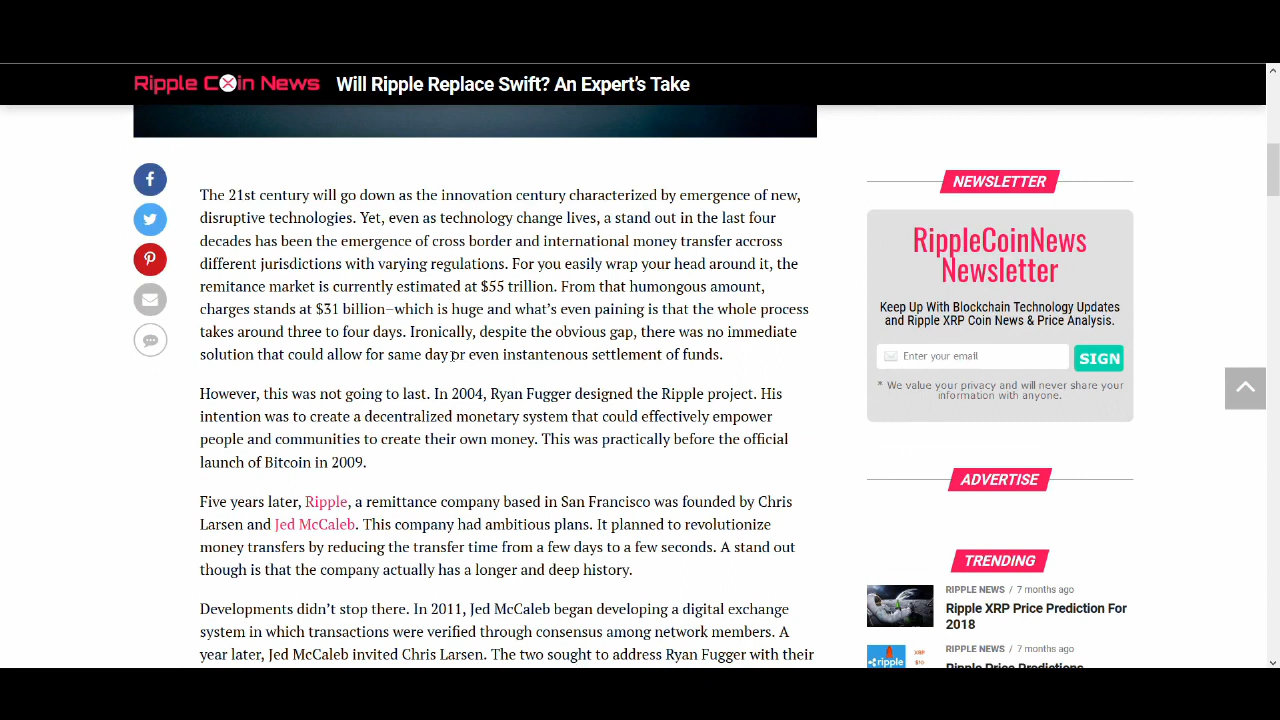 Ripple Coin News
Will Ripple Replace Swift? An Expert's Take
The 21st century will go down as the innovation century characterized by emergence of new,
disruptive technologies. Yet, even as technology change lives, a stand out in the last four
decades has been the emergence of cross border and international money transfer accross
different jurisdictions with varying regulations. For you easily wrap your head around it, the
remitance market is currently estimated at $55 trillion. From that humongous amount,
charges stands at $31 billion–which is huge and what's even paining is that the whole process
takes around three to four days. Ironically, despite the obvious gap, there was no immediate
solution that could allow for same day or even instantenous settlement of funds.
However, this was not going to last. In 2004, Ryan Fugger designed the Ripple project. His
intention was to create a decentralized monetary system that could effectively empower
people and communities to create their own money. This was practically before the official
launch of Bitcoin in 2009.
Five years later, Ripple, a remittance company based in San Francisco was founded by Chris
Larsen and Jed McCaleb. This company had ambitious plans. It planned to revolutionize
money transfers by reducing the transfer time from a few days to a few seconds. A stand out
though is that the company actually has a longer and deep history.
Developments didn't stop there. In 2011, Jed McCaleb began developing a digital exchange
system in which transactions were verified through consensus among network members. A
year later, Jed McCaleb invited Chris Larsen. The two sought to address Ryan Fugger with their
NEWSLETTER
RippleCoinNews
Newsletter
Keep Up With Blockchain Technology Updates
and Ripple XRP Coin News & Price Analysis.
Enter your email
SIGN
* We value your privacy and will never share your
information with anyone.
ADVERTISE
TRENDING
RIPPLE NEWS / 7 months ago
Ripple XRP Price Prediction For
2018
RIPPLE NEWS / 7 months ago
Ripple Price Predictions
ripple
XRP
$10